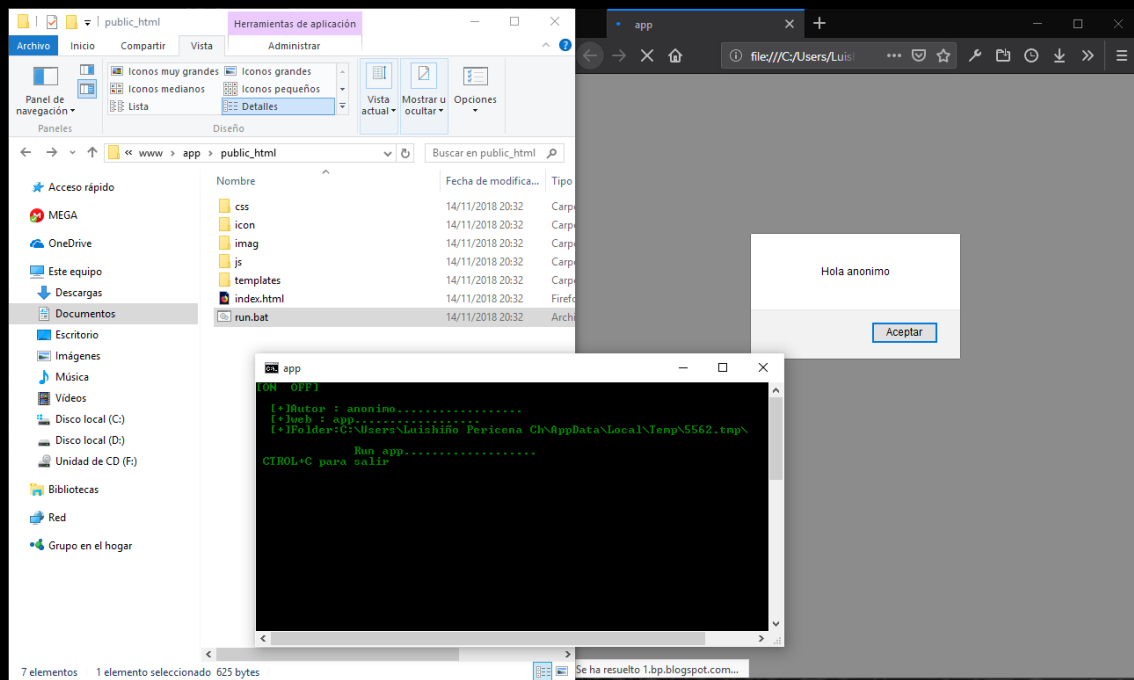 public_html
Herramientas de aplicación
Archivo
Inicio
Compartir
Vista
Administrar
Panel de
navegación
Iconos muy grandes
Iconos grandes
Iconos medianos
Iconos pequeños
Lista
Detalles
Vista
actual
Mostrar u
ocultar
Opciones
Paneles
Diseño
« www › app › public_html
Buscar en public_html
Nombre
Fecha de modifica...
Tipo
Acceso rápido
MEGA
OneDrive
Este equipo
Descargas
Documentos
Escritorio
Imágenes
Música
Vídeos
Disco local (C:)
Disco local (D:)
Unidad de CD (F:)
Bibliotecas
Red
Grupo en el hogar
css 14/11/2018 20:32 Carp
icon 14/11/2018 20:32 Carp
imag 14/11/2018 20:32 Carp
js 14/11/2018 20:32 Carp
templates 14/11/2018 20:32 Carp
index.html 14/11/2018 20:32 Firef
run.bat 14/11/2018 20:32 Archi
7 elementos
1 elemento seleccionado 625 bytes
app
file:///C:/Users/Luis
Hola anonimo
Aceptar
Se ha resuelto 1.bp.blogspot.com...
app
[ON OFF]
[+]Autor : anonimo..................
[+]web : app..................
[+]Folder:C:\Users\Luishiño Pericena Ch\AppData\Local\Temp\5562.tmp\
Run app...................
CTROL+C para salir